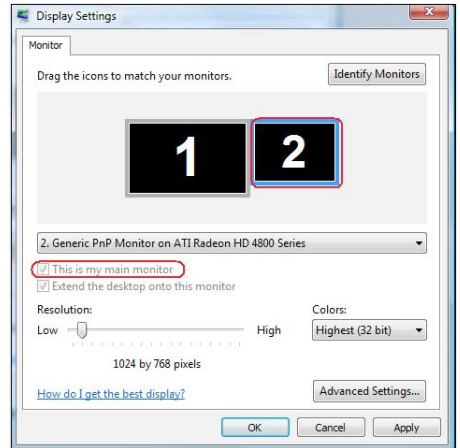 Display Settings
Monitor
Drag the icons to match your monitors.
Identify Monitors
1
2
2. Generic PnP Monitor on ATI Radeon HD 4800 Series
This is my main monitor
Extend the desktop onto this monitor
Resolution:
Colors:
Low
High
Highest (32 bit)
1024 by 768 pixels
How do I get the best display?
Advanced Settings...
OK
Cancel
Apply